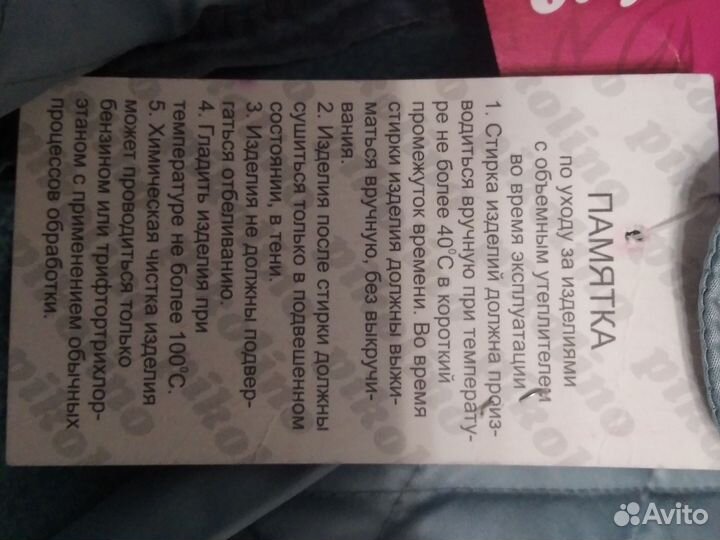 ПАМЯТКА
по уходу за изделиями
с объемным утеплителем
во время эксплуатации
1. Стирка изделий должна произ-
водиться вручную при температу-
ре не более 40°С в короткий
промежуток времени. Во время
стирки изделия должны выжи-
маться вручную, без выкручи-
вания.
2. Изделия после стирки должны
сушиться только в подвешенном
состоянии, в тени.
3. Изделия не должны подвер-
гаться отбеливанию.
4. Гладить изделия при
температуре не более 100°С.
5. Химическая чистка изделия
может проводиться только
бензином или трифтортрихлор-
этаном с применением обычных
процессов обработки.
pikolino
Avito